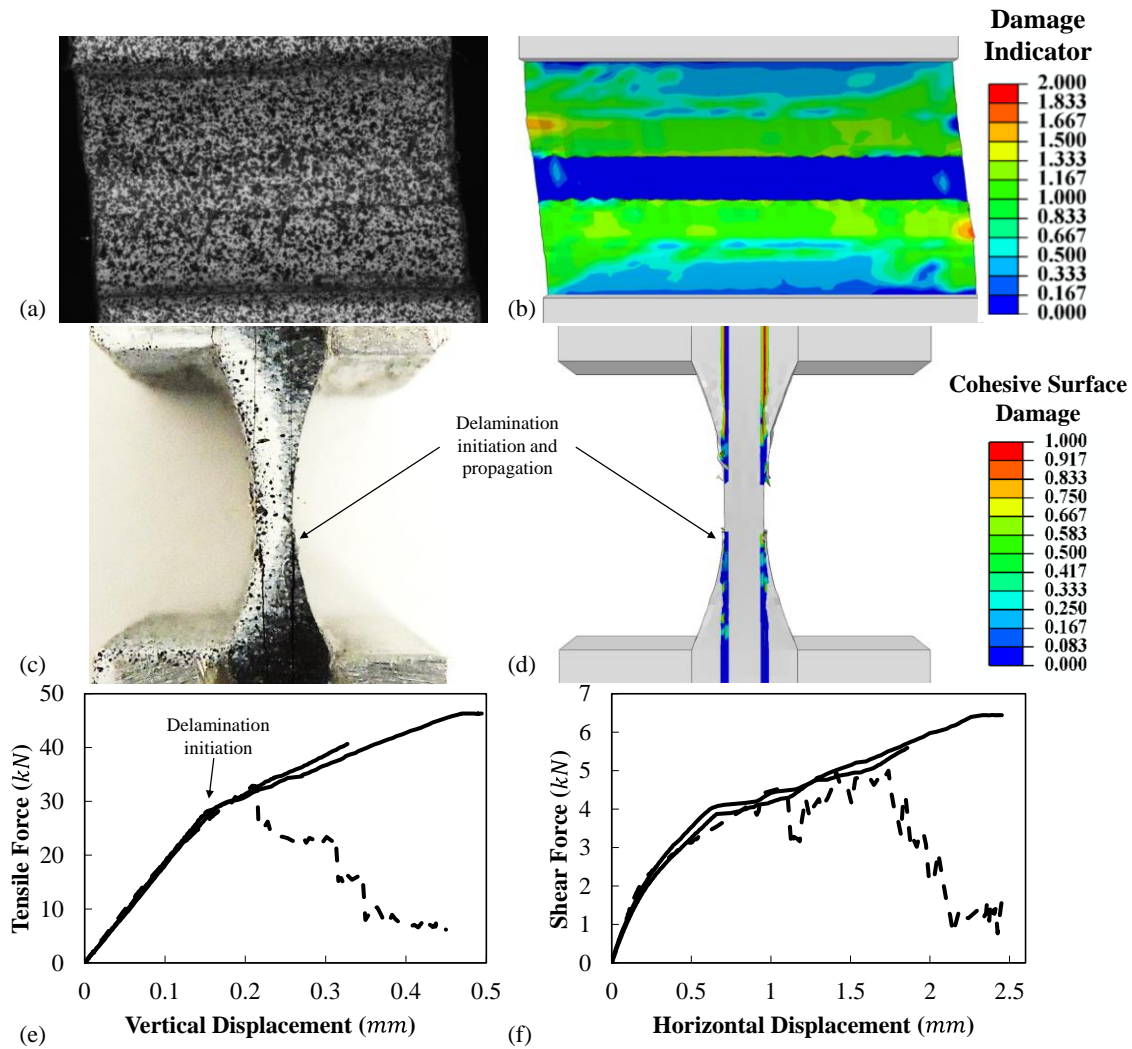 Damage
Indicator
2.000
1.833
1.667
1.500
1.333
1.167
1.000
0.833
0.667
0.500
0.333
0.167
0.000
(a)
(b)
Delamination
initiation and
propagation
Cohesive Surface
Damage
1.000
0.917
0.833
0.750
0.667
0.583
0.500
0.417
0.333
0.250
0.167
0.083
0.000
(c)
(d)
50
40
30
20
10
0
Tensile Force (kN)
Delamination
initiation
0 0.1 0.2 0.3 0.4 0.5
Vertical Displacement (mm)
(e)
7
6
5
4
3
2
1
0
Shear Force (kN)
0 0.5 1 1.5 2 2.5
Horizontal Displacement (mm)
(f)